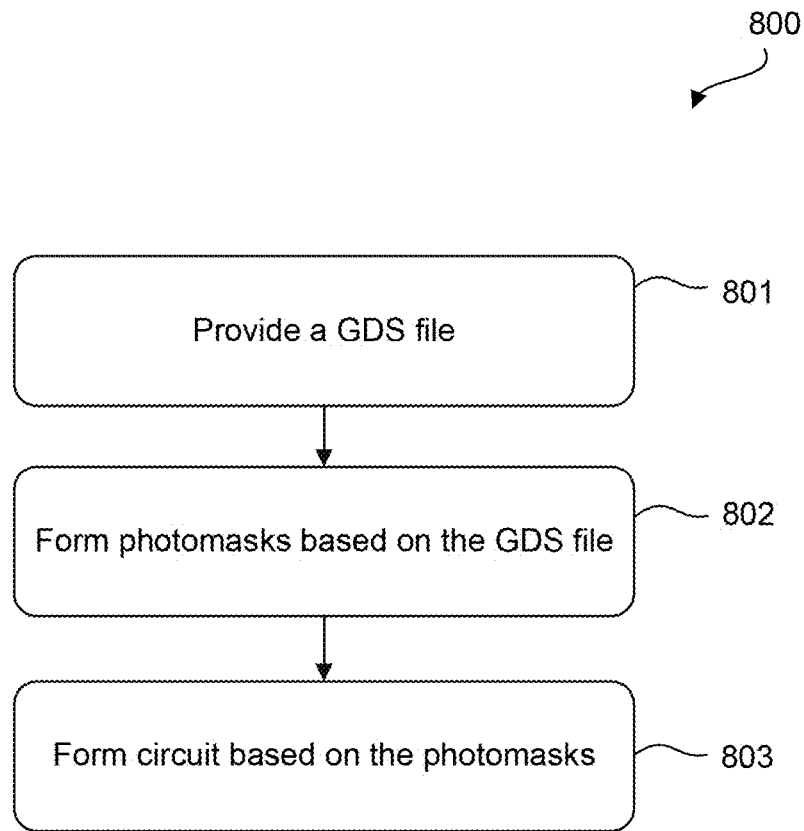 800
Provide a GDS file
801
Form photomasks based on the GDS file
802
Form circuit based on the photomasks
803